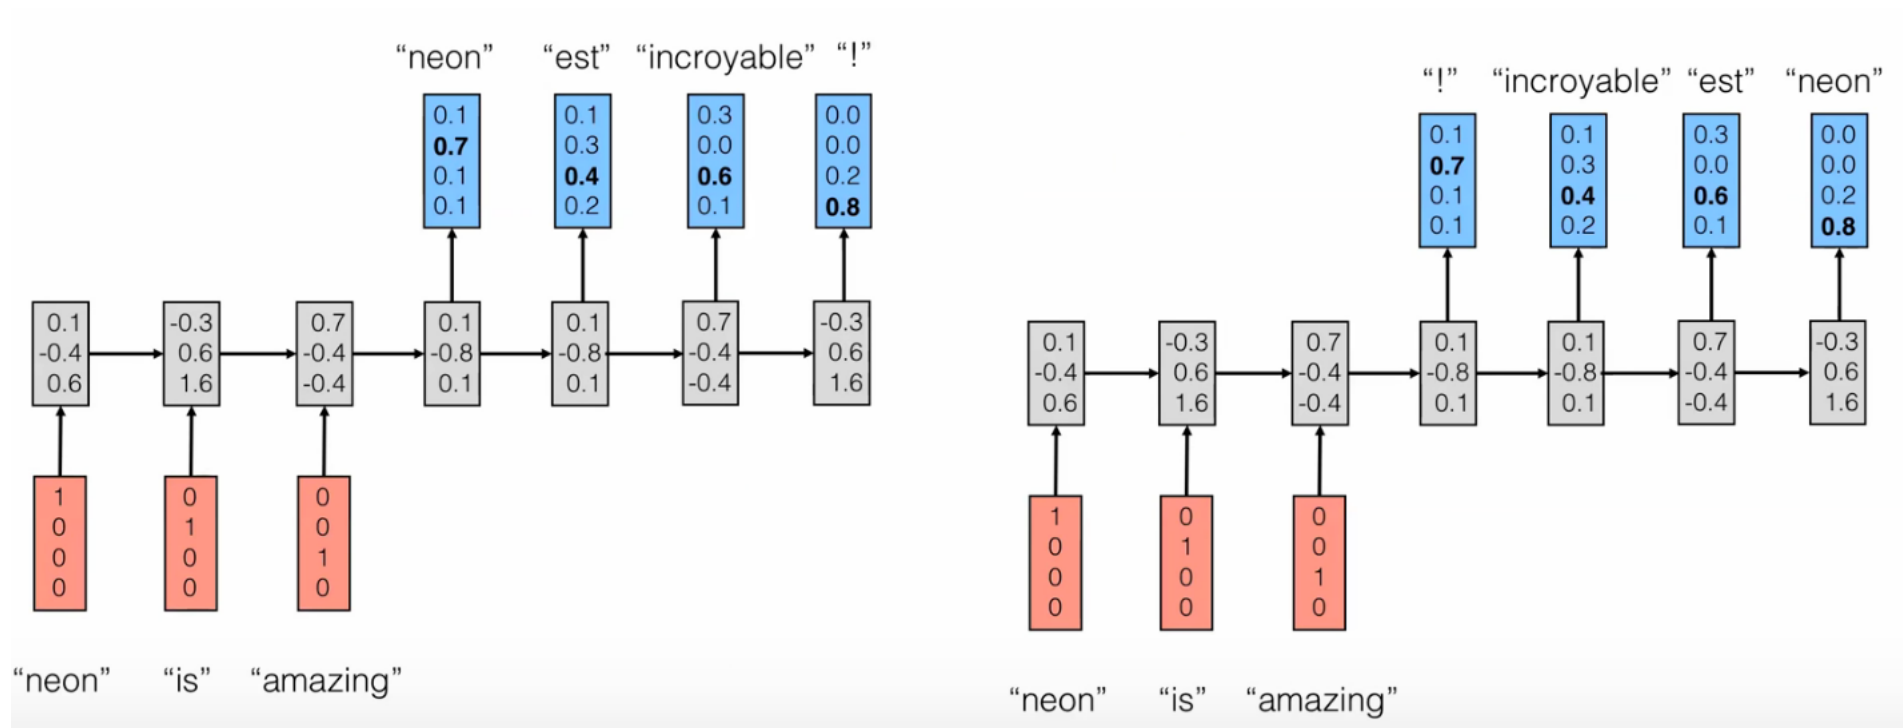 “neon” “est” “incroyable” “!”
0.1 0.1 0.3 0.0
0.7 0.3 0.0 0.0
0.1 0.4 0.6 0.2
0.1 0.2 0.1 0.8
0.1 -0.3 0.7 0.1 0.1 0.7 -0.3
-0.4 0.6 -0.4 -0.8 -0.8 -0.4 0.6
0.6 1.6 -0.4 0.1 0.1 -0.4 1.6
1 0 0
0 1 0
0 0 1
0 0 0
“neon” “is” “amazing”
“!” “incroyable” “est” “neon”
0.1 0.1 0.3 0.0
0.7 0.3 0.0 0.0
0.1 0.4 0.6 0.2
0.1 0.2 0.1 0.8
0.1 -0.3 0.7 0.1 0.1 0.7 -0.3
-0.4 0.6 -0.4 -0.8 -0.8 -0.4 0.6
0.6 1.6 -0.4 0.1 0.1 -0.4 1.6
1 0 0
0 1 0
0 0 1
0 0 0
“neon” “is” “amazing”